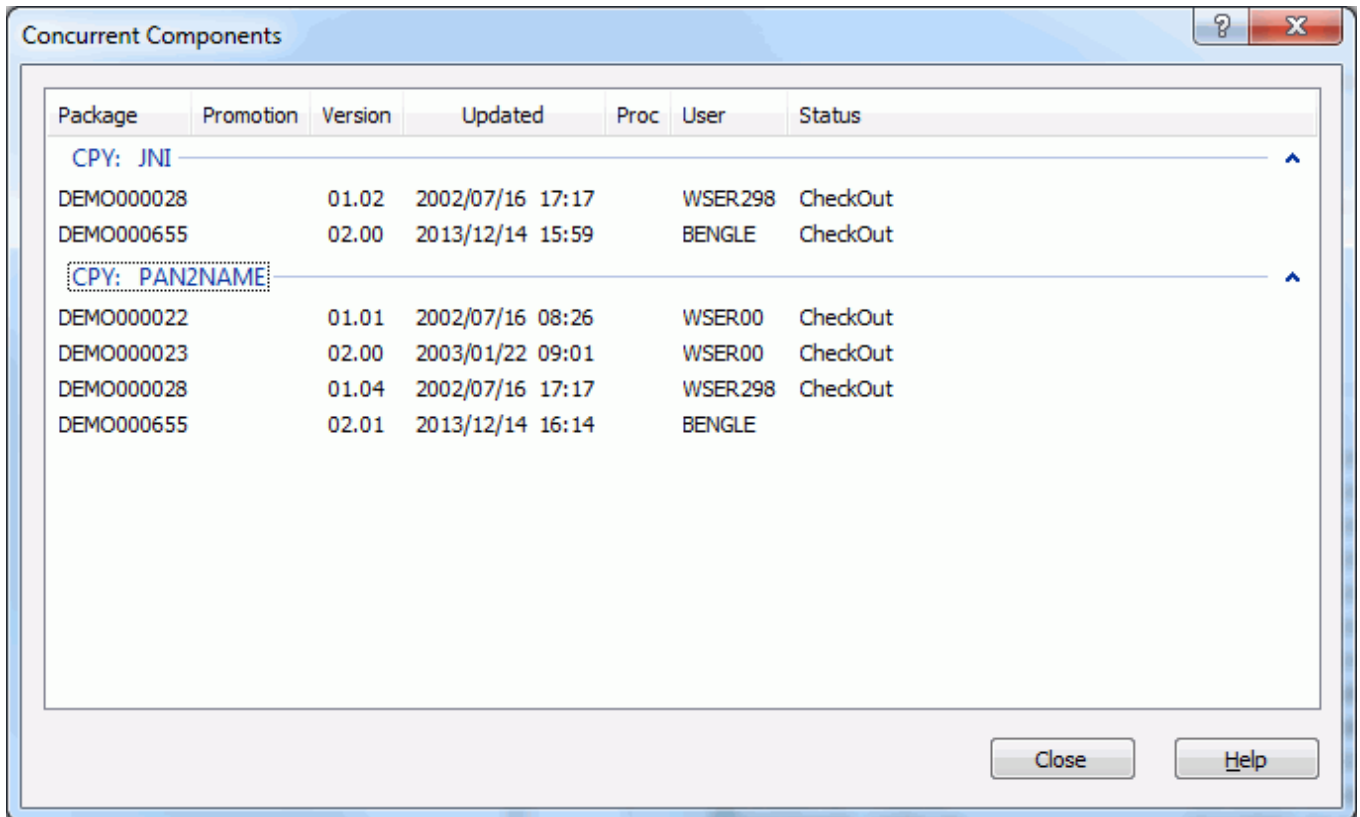 Concurrent Components
Package Promotion Version Updated Proc User Status
CPY: JNI
DEMO000028 01.02 2002/07/16 17:17 WSER298 CheckOut
DEMO000655 02.00 2013/12/14 15:59 BENGLE CheckOut
CPY: PAN2NAME
DEMO000022 01.01 2002/07/16 08:26 WSER00 CheckOut
DEMO000023 02.00 2003/01/22 09:01 WSER00 CheckOut
DEMO000028 01.04 2002/07/16 17:17 WSER298 CheckOut
DEMO000655 02.01 2013/12/14 16:14 BENGLE
Close Help